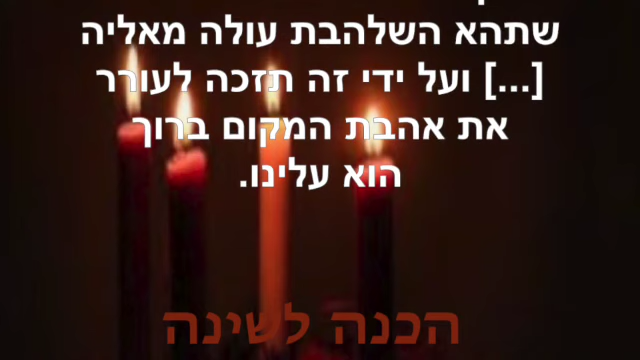 שתהא השלהבת עולה מאליה
[...] ועל ידי זה תזכה לעורר
את אהבת המקום ברוך
הוא עלינו.
הכנה לשינה